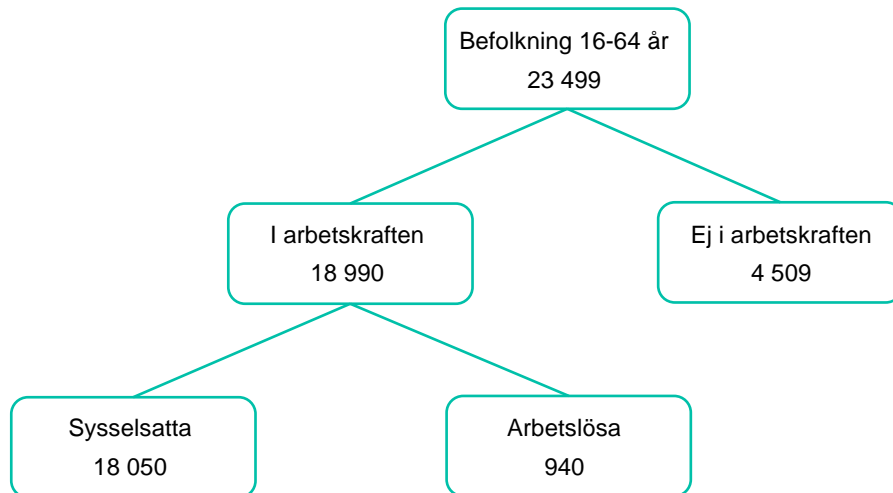 Befolkning 16-64 år
23 499
I arbetskraften
18 990
Ej i arbetskraften
4 509
Sysselsatta
18 050
Arbetslösa
940